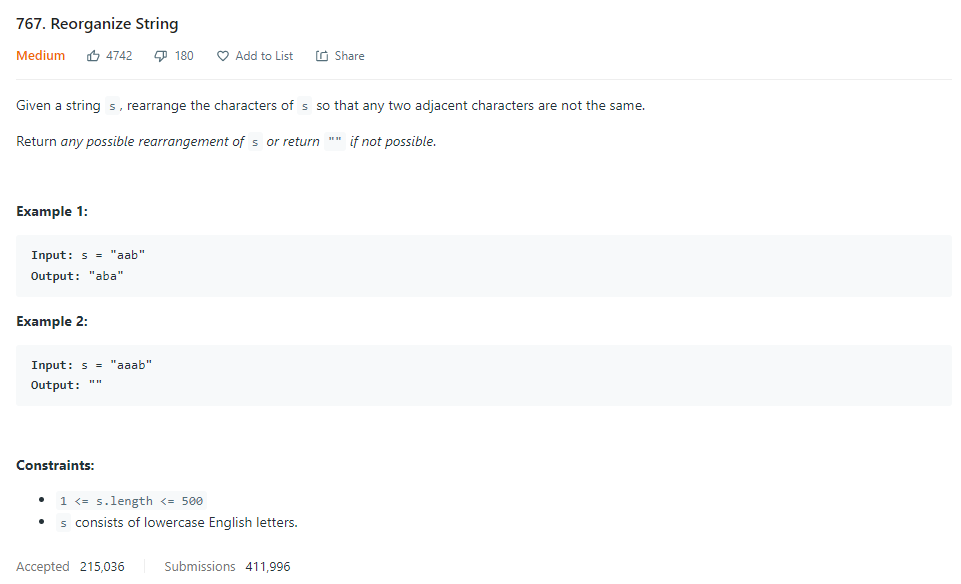 767. Reorganize String
Medium 4742 180 Add to List Share
Given a string s, rearrange the characters of s so that any two adjacent characters are not the same.
Return any possible rearrangement of s or return "" if not possible.
Example 1:
Input: s = "aab"
Output: "aba"
Example 2:
Input: s = "aaab"
Output: ""
Constraints:
1 <= s.length <= 500
s consists of lowercase English letters.
Accepted 215,036 Submissions 411,996